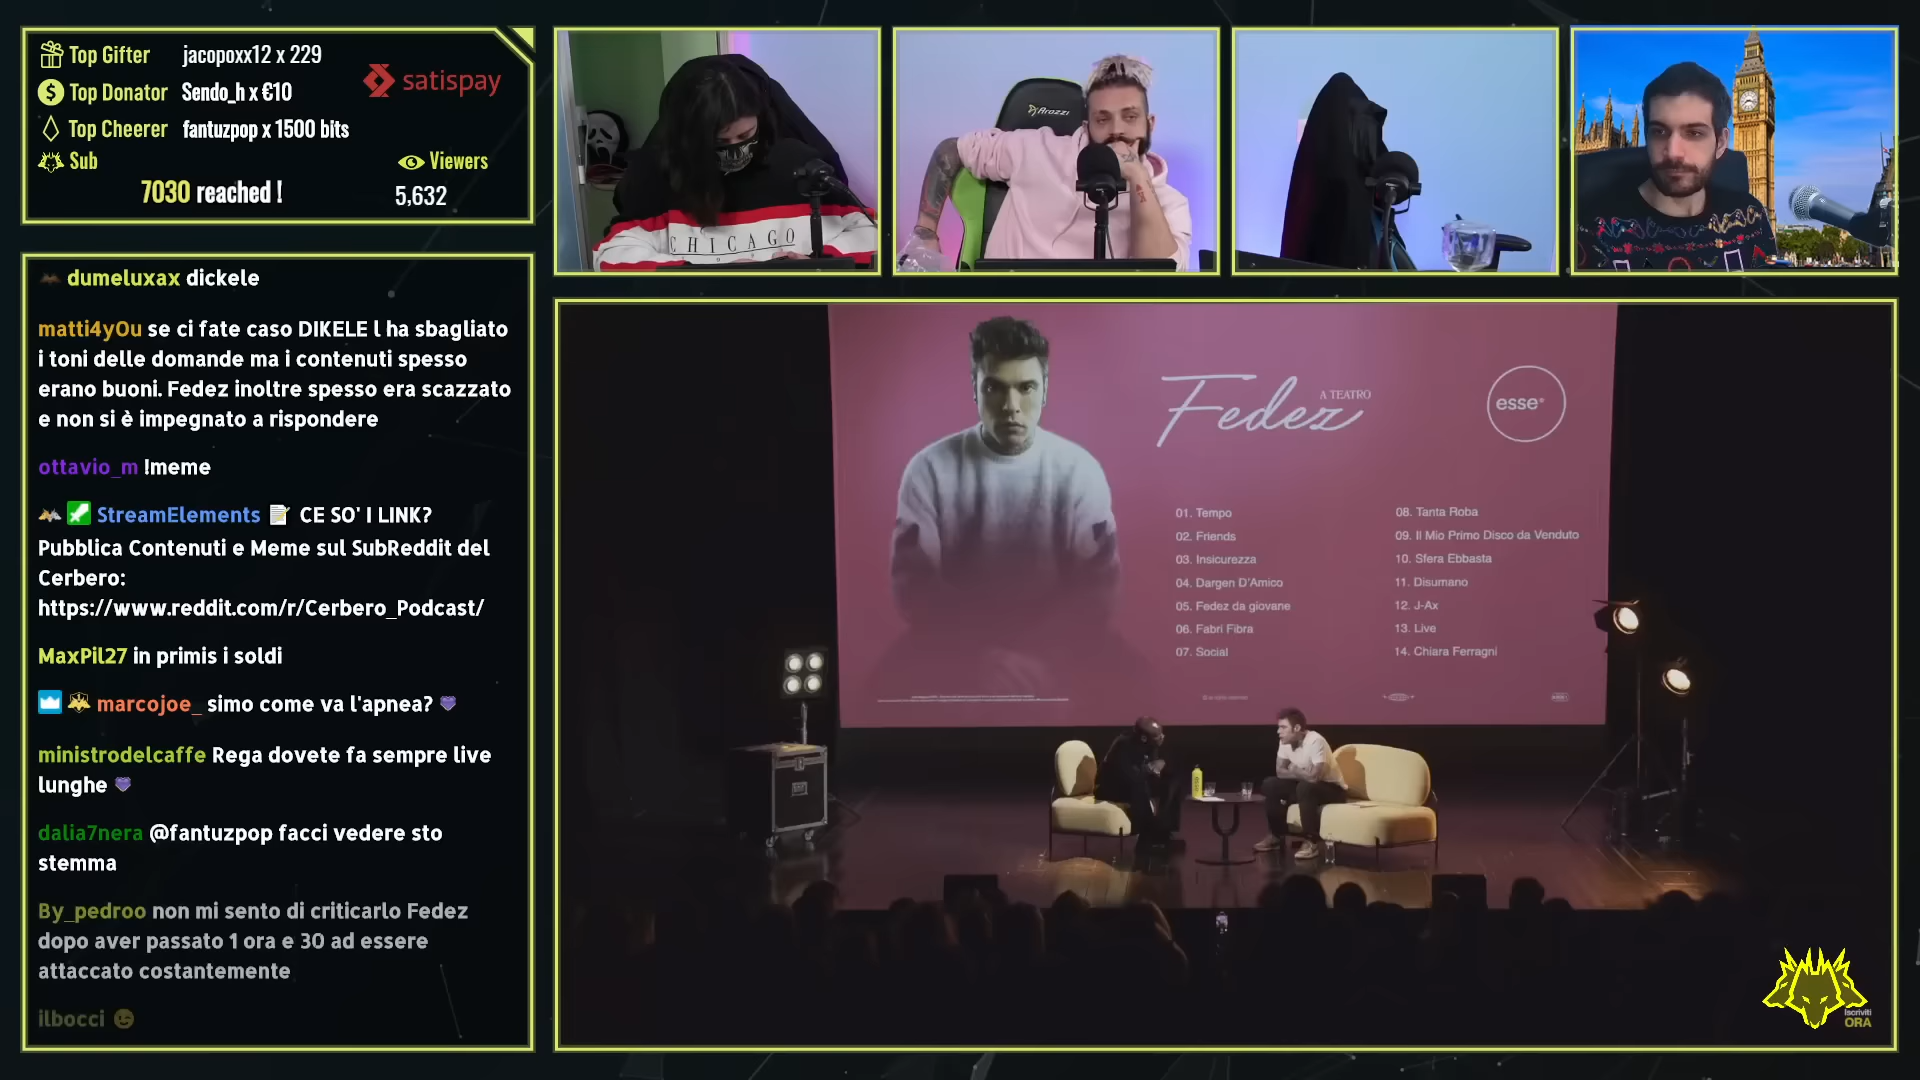 Top Gifter jacopoxx12 x 229
satispay
Top Donator Sendo_h x €10
Top Cheerer fantuzpop x 1500 bits
Sub
Viewers
7030 reached !
5,632
CHICAGO
Arozzi
dumeluxax dickele
matti4yOu se ci fate caso DIKELE l ha sbagliato
i toni delle domande ma i contenuti spesso
erano buoni. Fedez inoltre spesso era scazzato
e non si è impegnato a rispondere
ottavio_m !meme
StreamElements 📝 CE SO' I LINK?
Pubblica Contenuti e Meme sul SubReddit del
Cerbero:
https://www.reddit.com/r/Cerbero_Podcast/
MaxPil27 in primis i soldi
marcojoe_ simo come va l'apnea? 💜
ministrodelcaffe Rega dovete fa sempre live
lunghe 💜
dalia7nera @fantuzpop facci vedere sto
stemma
By_pedroo non mi sento di criticarlo Fedez
dopo aver passato 1 ora e 30 ad essere
attaccato costantemente
ilbocci 😉
Fedez
A TEATRO
esse
01. Tempo
02. Friends
03. Insicurezza
04. Dargen D'Amico
05. Fedez da giovane
06. Fabri Fibra
07. Social
08. Tanta Roba
09. Il Mio Primo Disco da Venduto
10. Sfera Ebbasta
11. Disumano
12. J-Ax
13. Live
14. Chiara Ferragni
Iscriviti
ORA